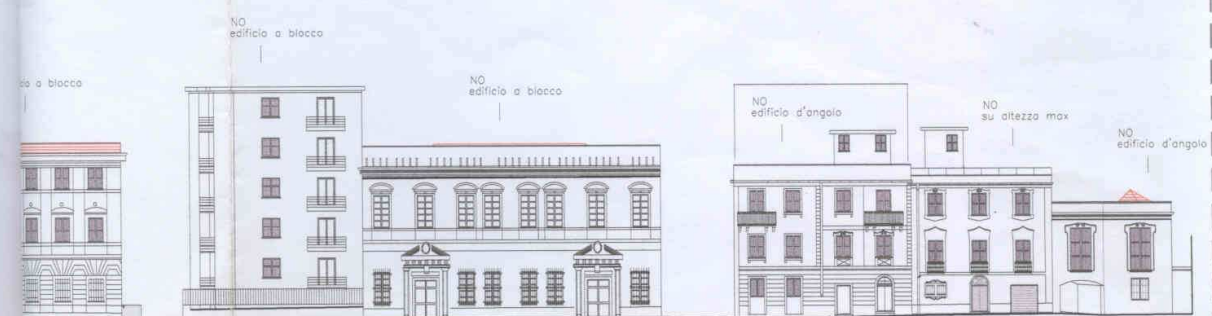 NO
edificio a blocco
a blocco
NO
edificio a blocco
NO
edificio d'angolo
NO
su altezza max
NO
edificio d'angolo